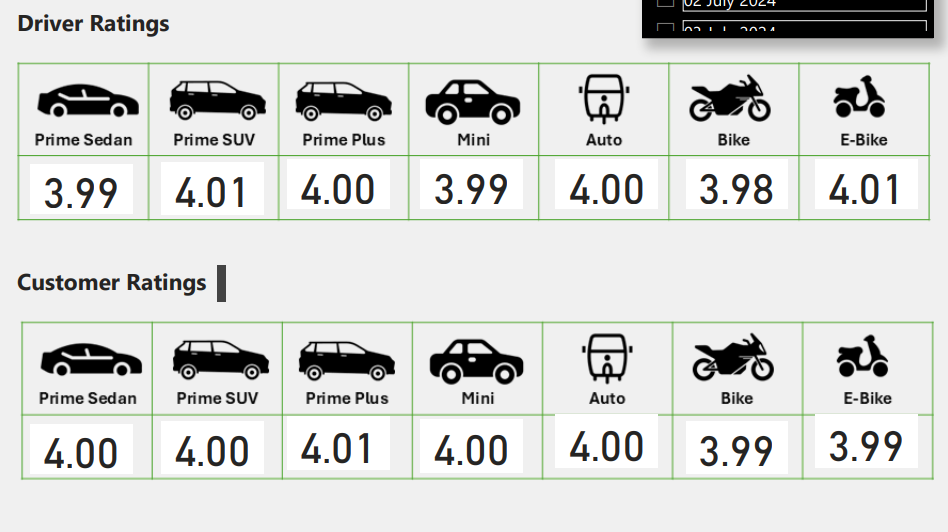 02 July 2024
Driver Ratings
Prime Sedan Prime SUV Prime Plus Mini Auto Bike E-Bike
3.99 4.01 4.00 3.99 4.00 3.98 4.01
Customer Ratings
Prime Sedan Prime SUV Prime Plus Mini Auto Bike E-Bike
4.00 4.00 4.01 4.00 4.00 3.99 3.99